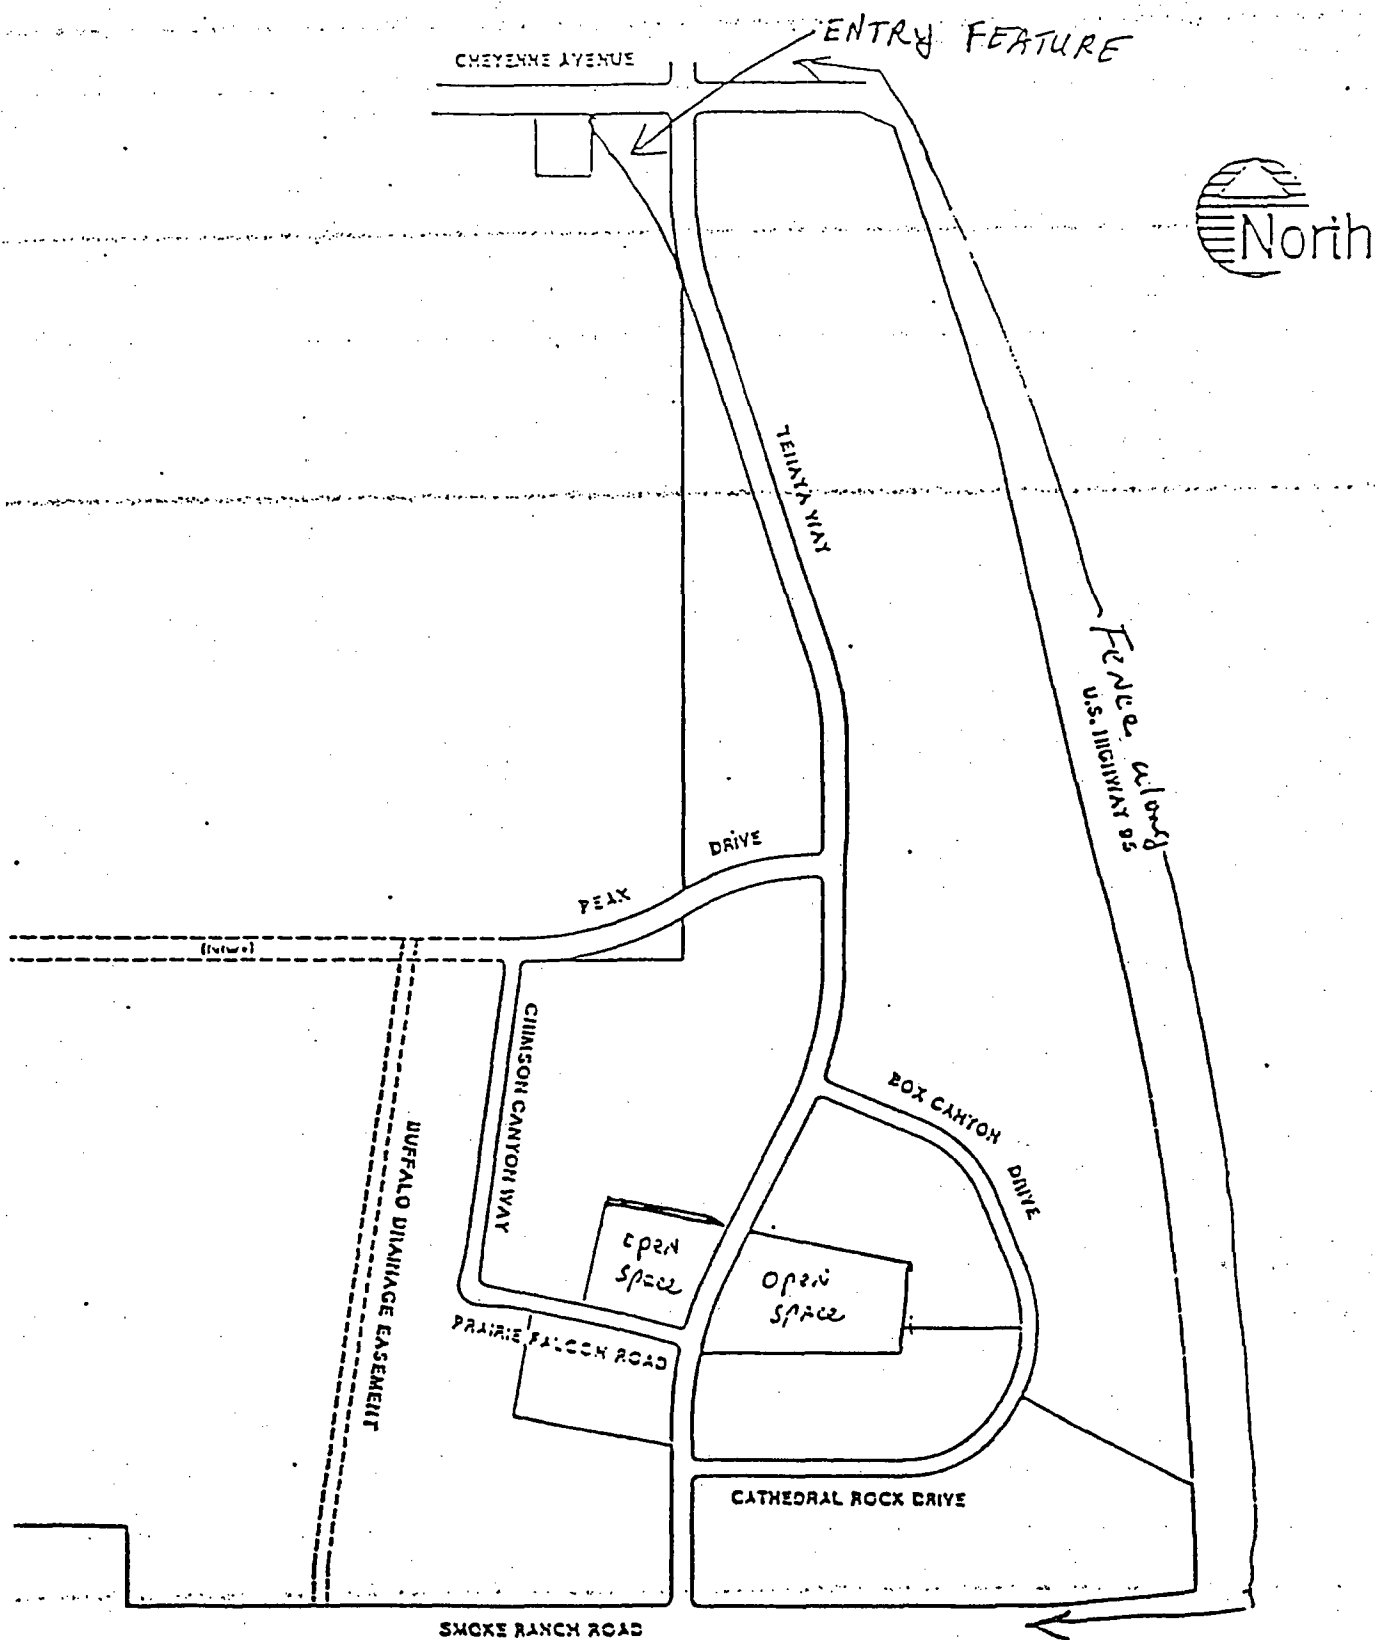 ENTRY FEATURE
CHEYENNE AVENUE
North
TENAYA WAY
Fence along
U.S. HIGHWAY 95
PEAK DRIVE
CRIMSON CANYON WAY
BOX CANYON DRIVE
BUFFALO DRAINAGE EASEMENT
open
space
open
space
PRAIRIE FALCON ROAD
CATHEDRAL ROCK DRIVE
SMOKE RANCH ROAD